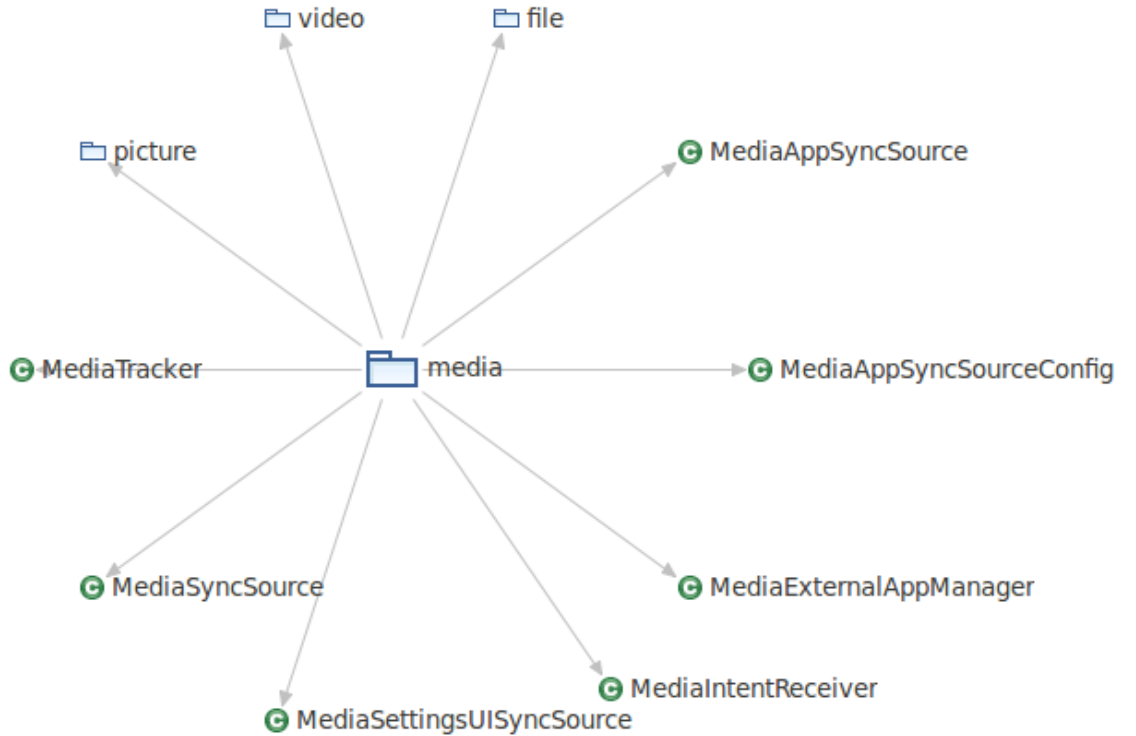 video
file
picture
MediaAppSyncSource
MediaTracker
media
MediaAppSyncSourceConfig
MediaSyncSource
MediaExternalAppManager
MediaIntentReceiver
MediaSettingsUISyncSource